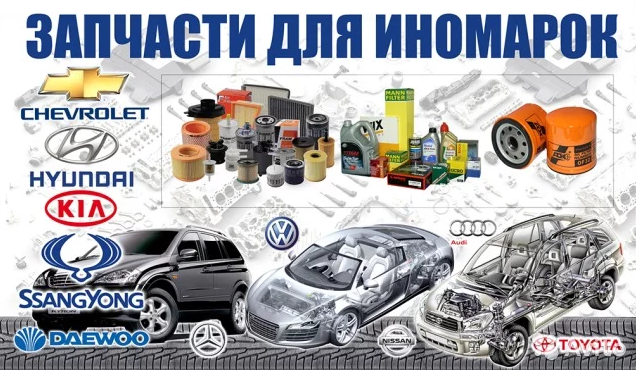 ЗАПЧАСТИ ДЛЯ ИНОМАРОК
CHEVROLET
HYUNDAI
KIA
SSANGYONG
DAEWOO
MANN
FILTER
Audi
NISSAN
TOYOTA